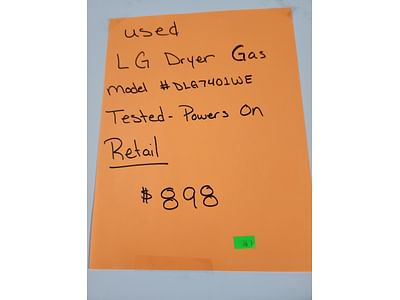 used
LG Dryer Gas
Model #DLG7401WE
Tested - Powers On
Retail
$898